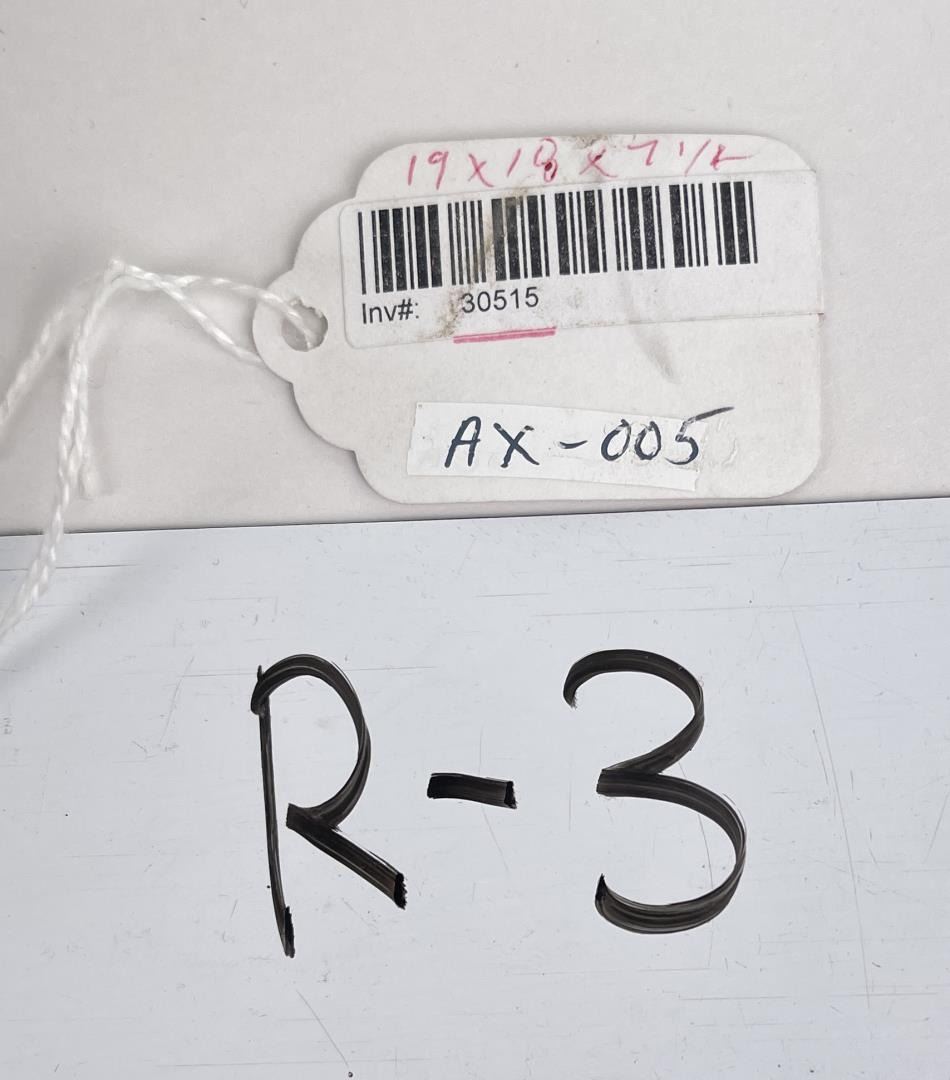 19 x 18 x 7 1/2
Inv#: 30515
AX-005
R-3